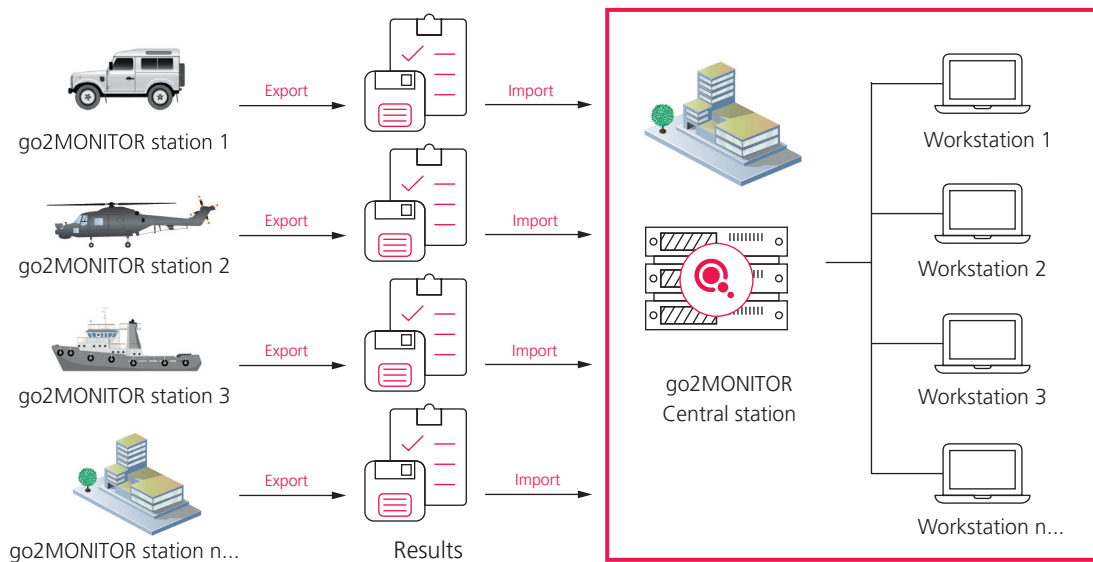 Export
Import
go2MONITOR station 1
Workstation 1
Export
Import
go2MONITOR station 2
Workstation 2
Export
Import
go2MONITOR station 3
go2MONITOR
Central station
Workstation 3
Export
Import
go2MONITOR station n...
Results
Workstation n...